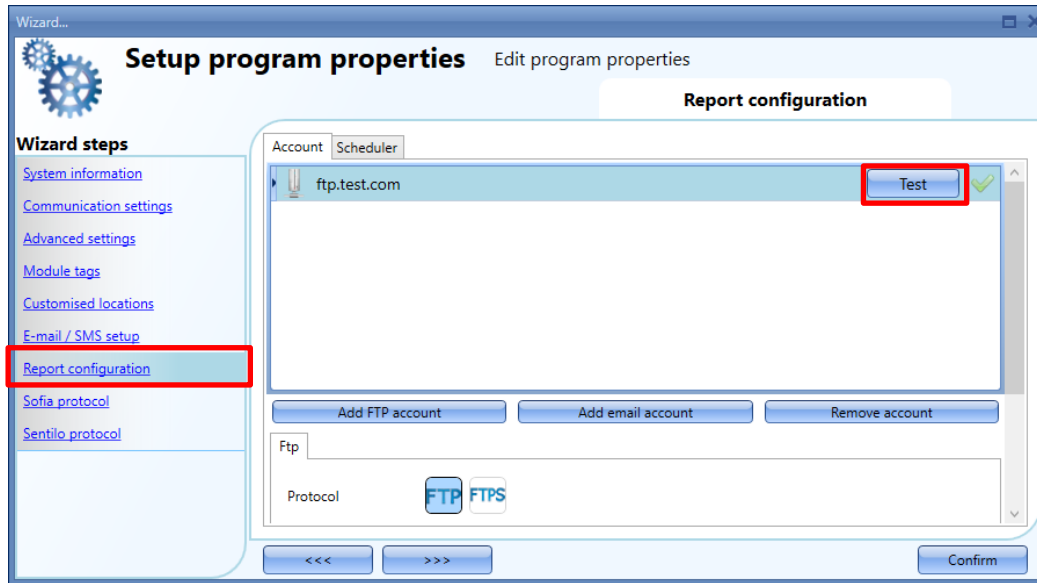 Wizard...
Setup program properties Edit program properties
Report configuration
Wizard steps
System information
Communication settings
Advanced settings
Module tags
Customised locations
E-mail / SMS setup
Report configuration
Sofia protocol
Sentilo protocol
Account Scheduler
ftp.test.com Test
Add FTP account Add email account Remove account
Ftp
Protocol FTP FTPS
<<< >>> Confirm